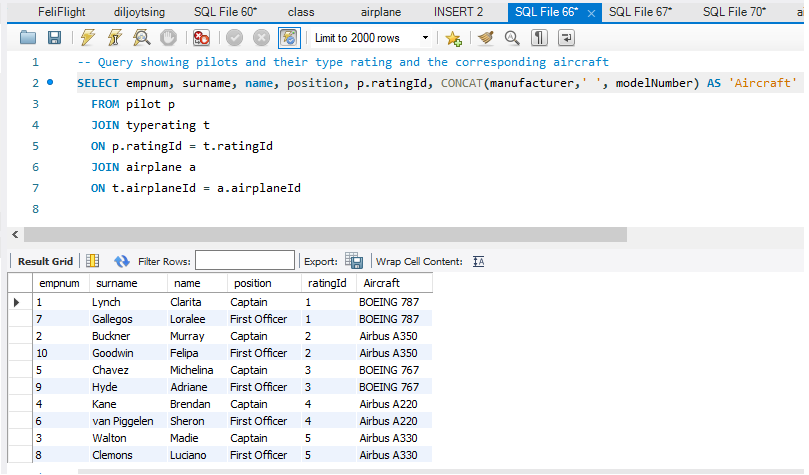 FeliFlight diljoytsing SQL File 60* class airplane INSERT 2 SQL File 66* SQL File 67* SQL File 70*
Limit to 2000 rows
1 -- Query showing pilots and their type rating and the corresponding aircraft
2 SELECT empnum, surname, name, position, p.ratingId, CONCAT(manufacturer,' ', modelNumber) AS 'Aircraft'
3 FROM pilot p
4 JOIN typerating t
5 ON p.ratingId = t.ratingId
6 JOIN airplane a
7 ON t.airplaneId = a.airplaneId
8
Result Grid Filter Rows: Export: Wrap Cell Content:
empnum surname name position ratingId Aircraft
1 Lynch Clarita Captain 1 BOEING 787
7 Gallegos Loralee First Officer 1 BOEING 787
2 Buckner Murray Captain 2 Airbus A350
10 Goodwin Felipa First Officer 2 Airbus A350
5 Chavez Michelina Captain 3 BOEING 767
9 Hyde Adriane First Officer 3 BOEING 767
4 Kane Brendan Captain 4 Airbus A220
6 van Piggelen Sheron First Officer 4 Airbus A220
3 Walton Madie Captain 5 Airbus A330
8 Clemons Luciano First Officer 5 Airbus A330